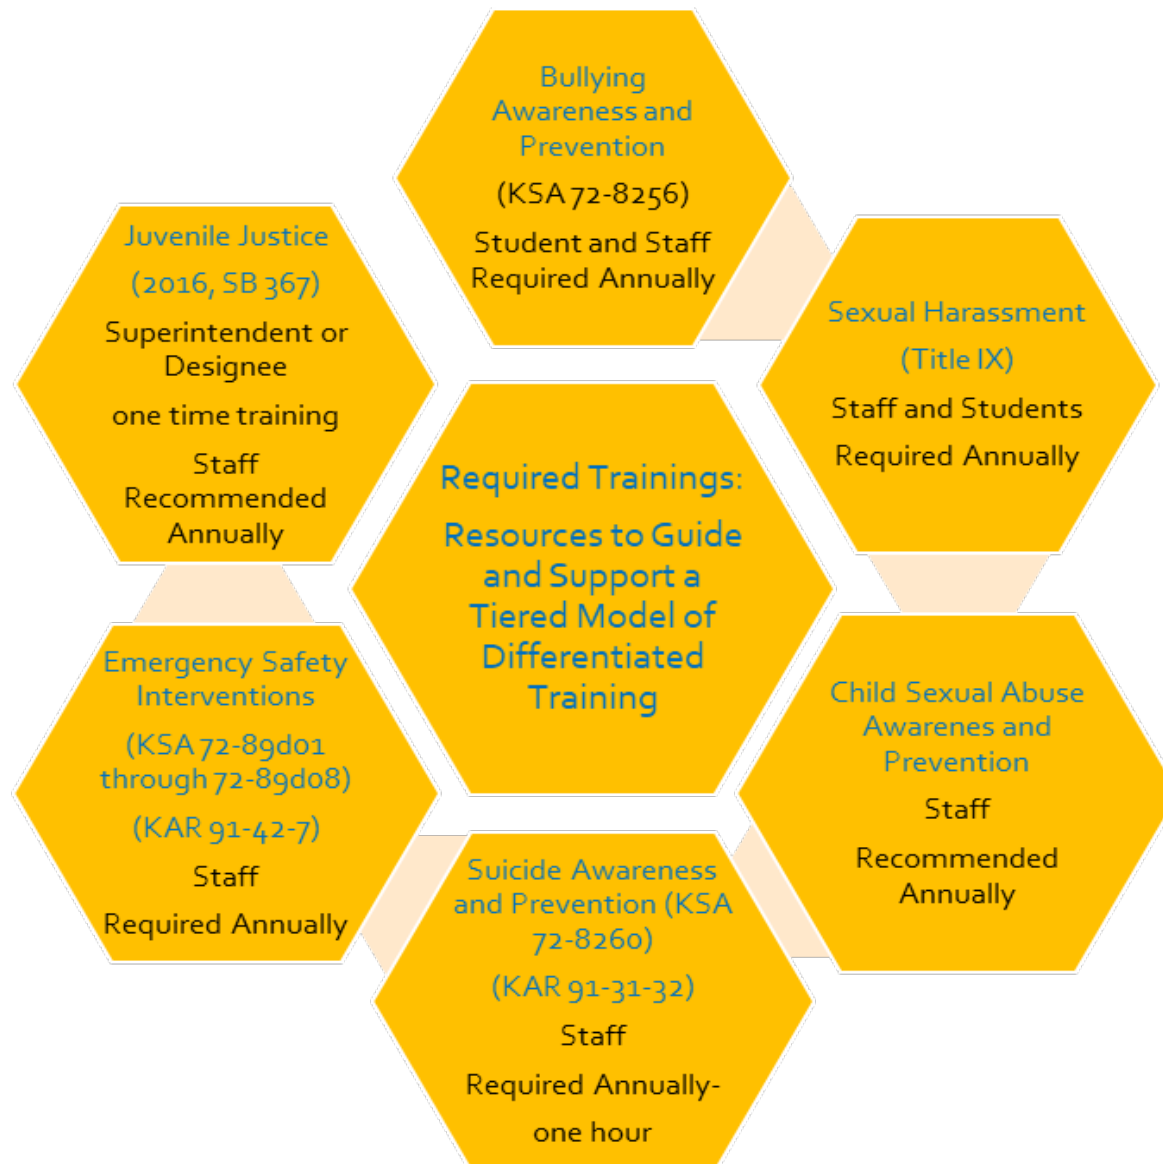 Bullying
Awareness and
Prevention
(KSA 72-8256)
Student and Staff
Required Annually
Juvenile Justice
(2016, SB 367)
Superintendent or
Designee
one time training
Staff
Recommended
Annually
Sexual Harassment
(Title IX)
Staff and Students
Required Annually
Required Trainings:
Resources to Guide
and Support a
Tiered Model of
Differentiated
Training
Emergency Safety
Interventions
(KSA 72-89d01
through 72-89d08)
(KAR 91-42-7)
Staff
Required Annually
Child Sexual Abuse
Awarenes and
Prevention
Staff
Recommended
Annually
Suicide Awareness
and Prevention (KSA
72-8260)
(KAR 91-31-32)
Staff
Required Annually-
one hour